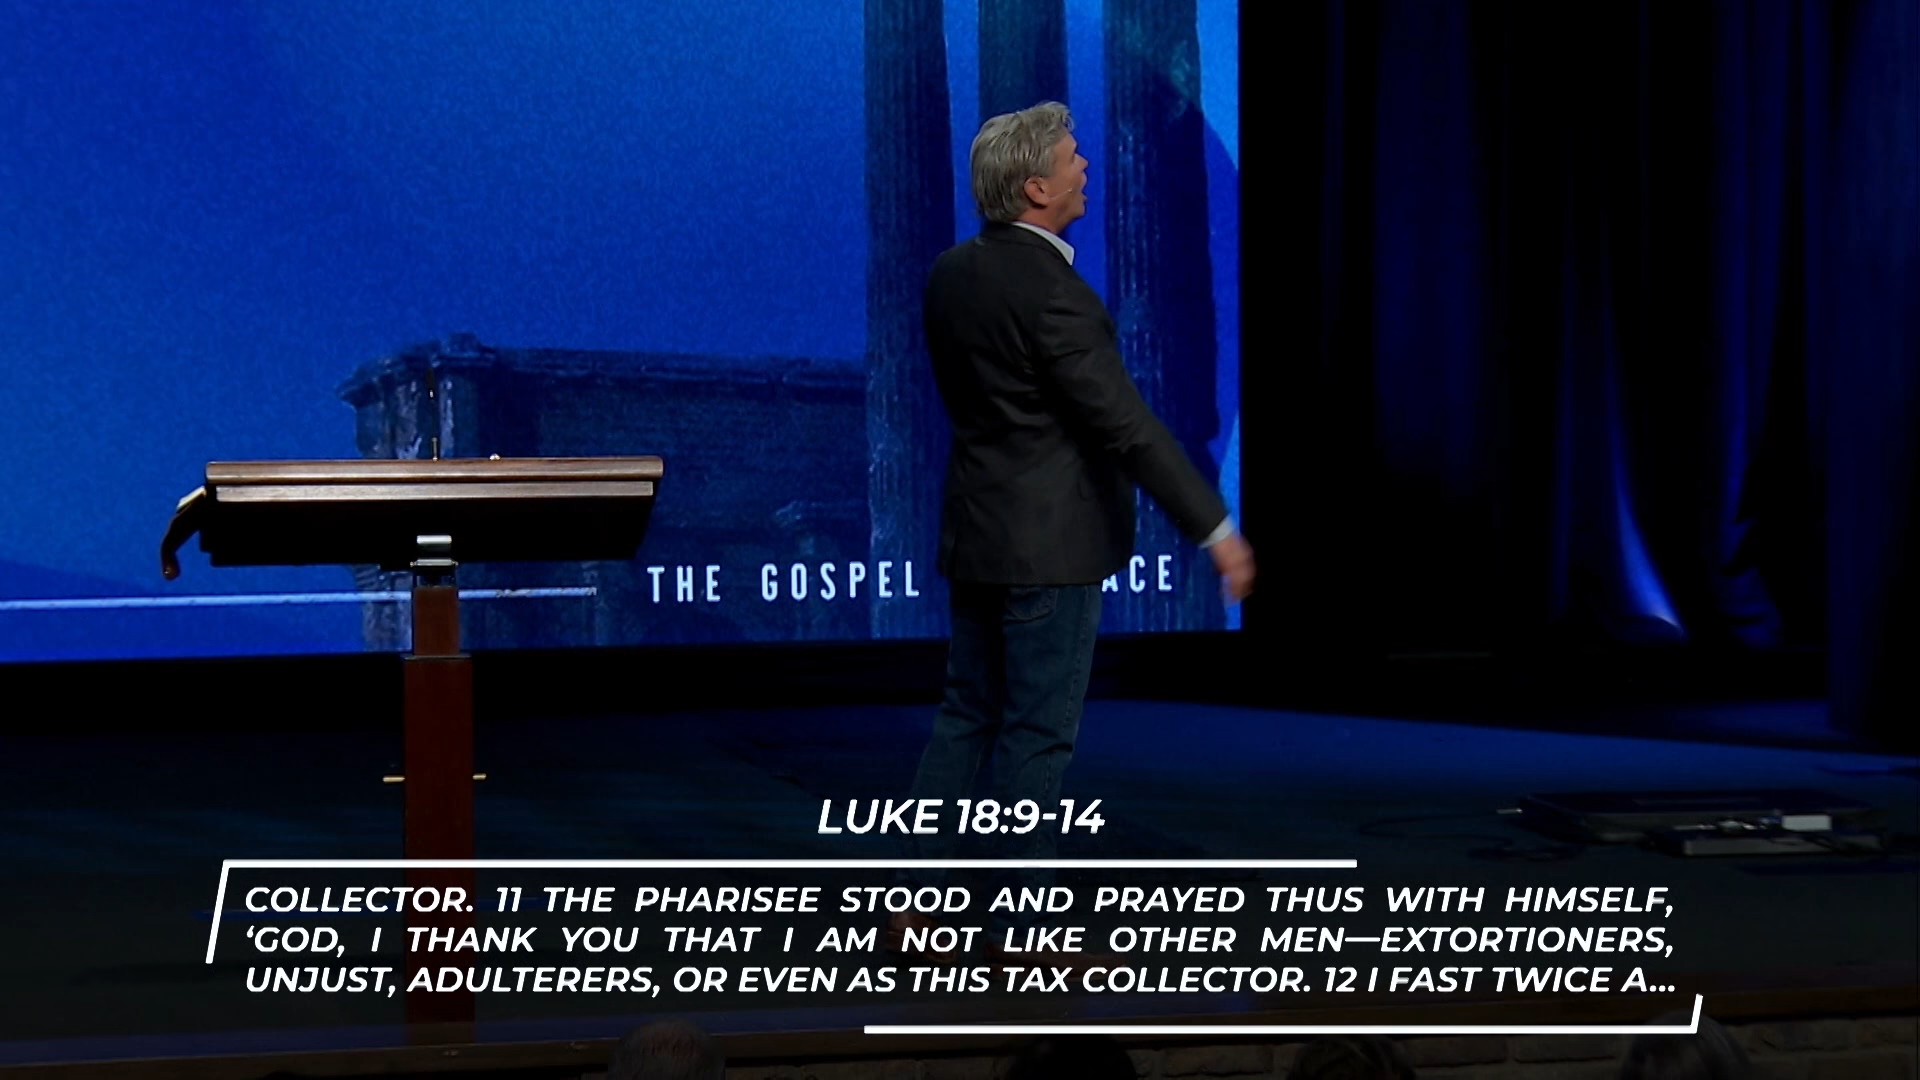 THE GOSPEL ACE
LUKE 18:9-14
COLLECTOR. 11 THE PHARISEE STOOD AND PRAYED THUS WITH HIMSELF,
‘GOD, I THANK YOU THAT I AM NOT LIKE OTHER MEN—EXTORTIONERS,
UNJUST, ADULTERERS, OR EVEN AS THIS TAX COLLECTOR. 12 I FAST TWICE A...